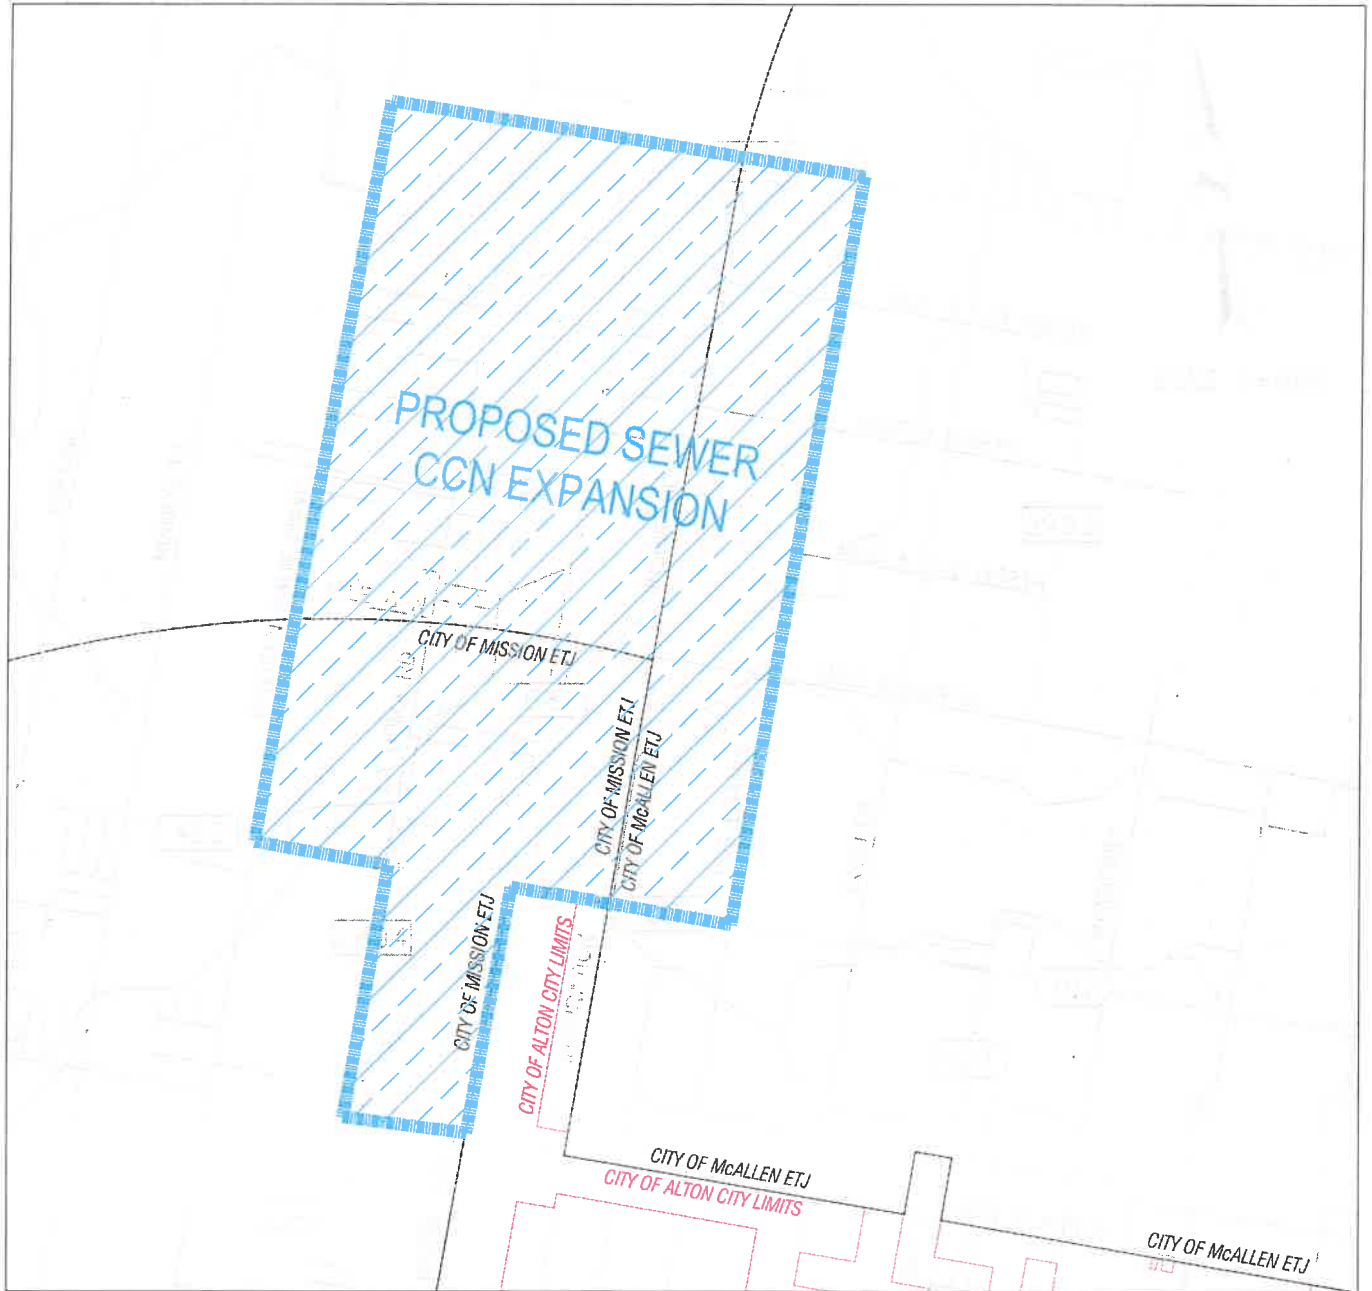 PROPOSED SEWER
CCN EXPANSION
CITY OF MISSION ETJ
CITY OF MISSION ETJ
CITY OF McALLEN ETJ
CITY OF MISSION ETJ
CITY OF ALTON CITY LIMITS
CITY OF McALLEN ETJ
CITY OF ALTON CITY LIMITS
CITY OF McALLEN ETJ